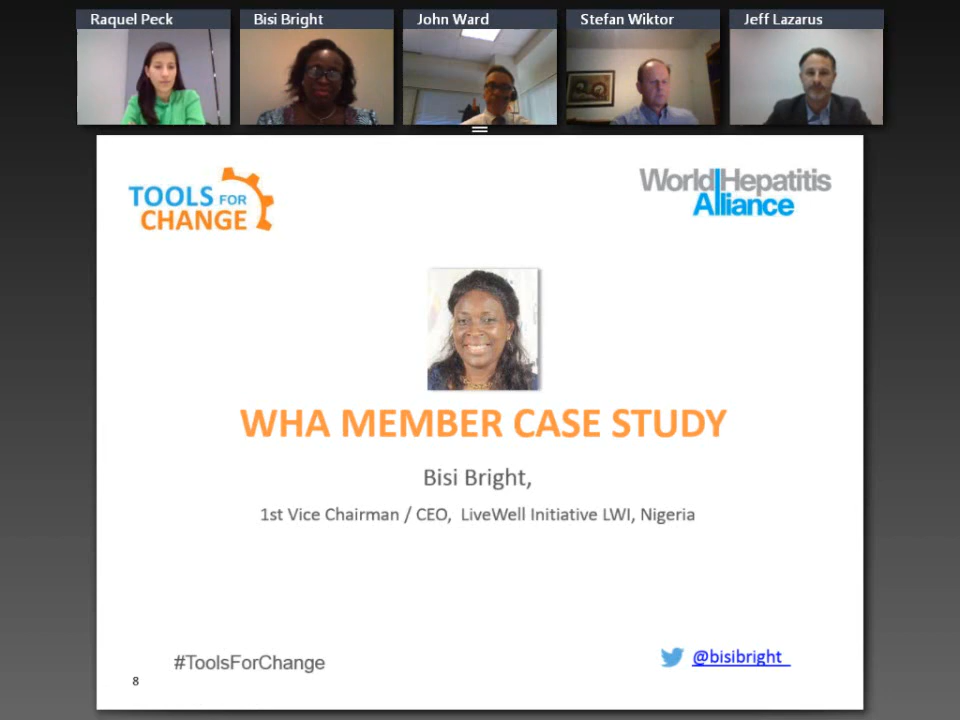 Raquel Peck
Bisi Bright
John Ward
Stefan Wiktor
Jeff Lazarus
TOOLS FOR
CHANGE
World Hepatitis
Alliance
WHA MEMBER CASE STUDY
Bisi Bright,
1st Vice Chairman / CEO, LiveWell Initiative LWI, Nigeria
#ToolsForChange
@bisibright
8